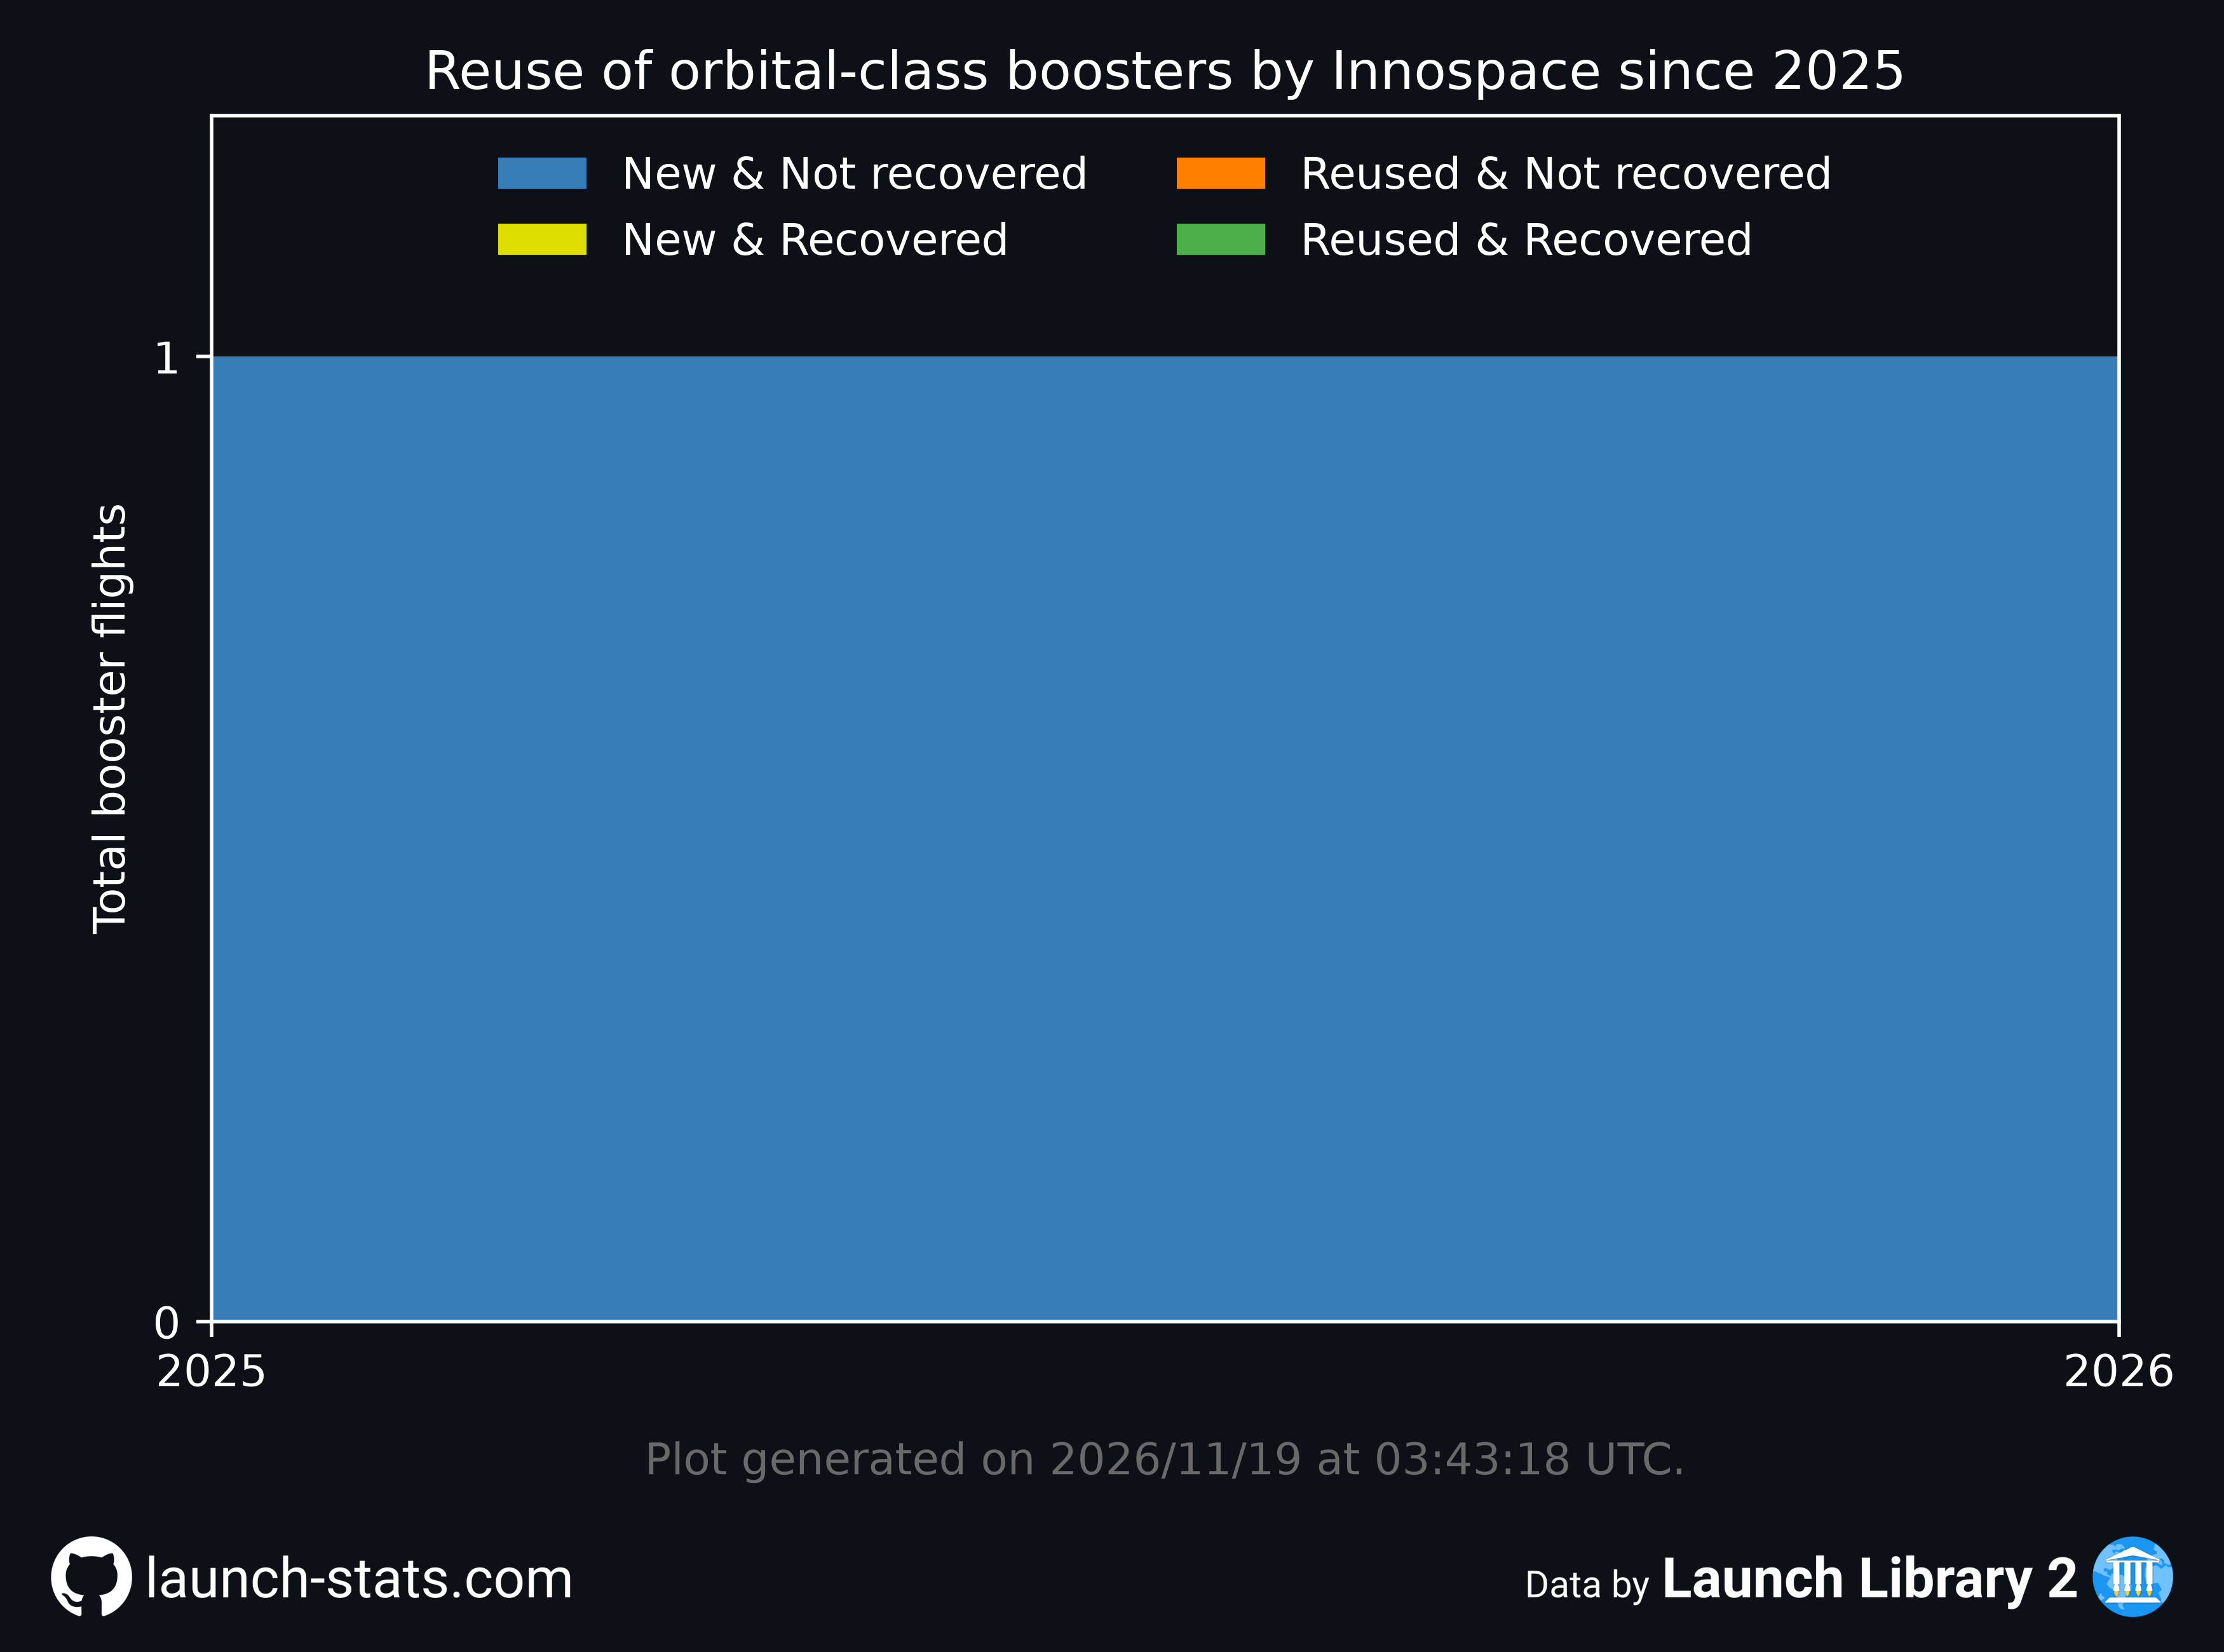 Reuse of orbital-class boosters by Innospace since 2025
New & Not recovered
New & Recovered
Reused & Not recovered
Reused & Recovered
Total booster flights
1
0
2025
2026
Plot generated on 2026/11/19 at 03:43:18 UTC.
launch-stats.com
Data by Launch Library 2